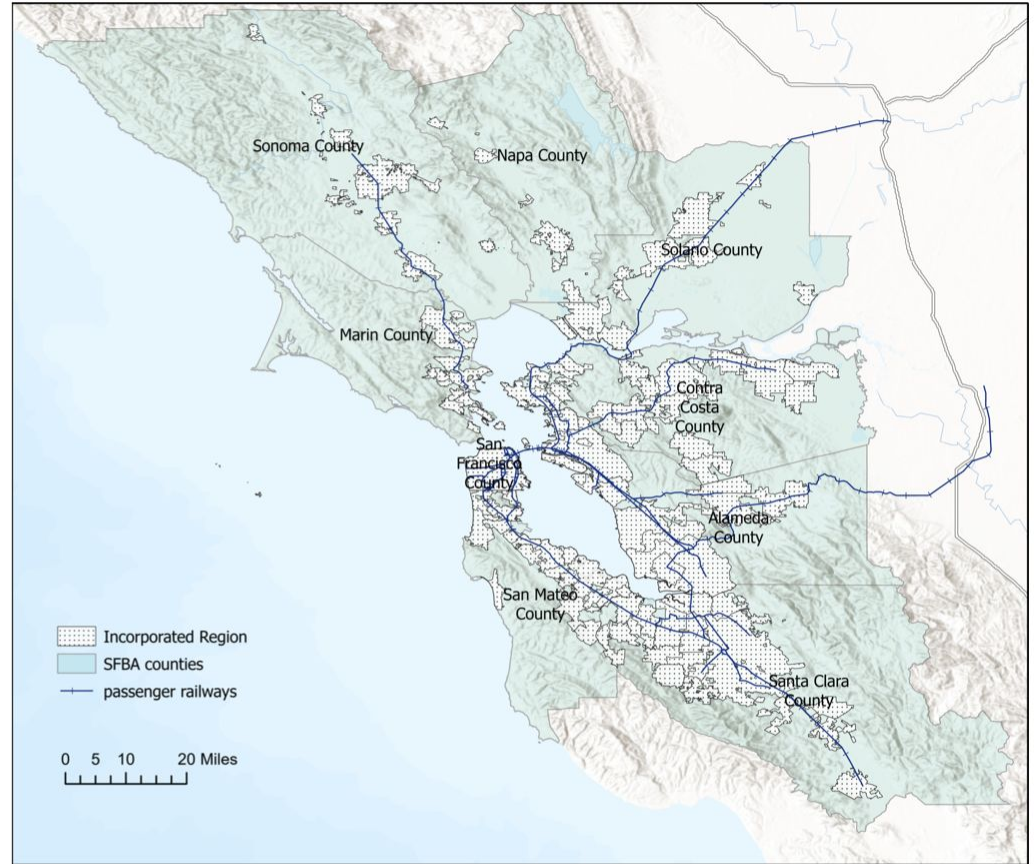 Sonoma County
Napa County
Solano County
Marin County
Contra
Costa
County
San
Francisco
County
Alameda
County
San Mateo
County
Incorporated Region
SFBA counties
passenger railways
Santa Clara
County
0 5 10 20 Miles